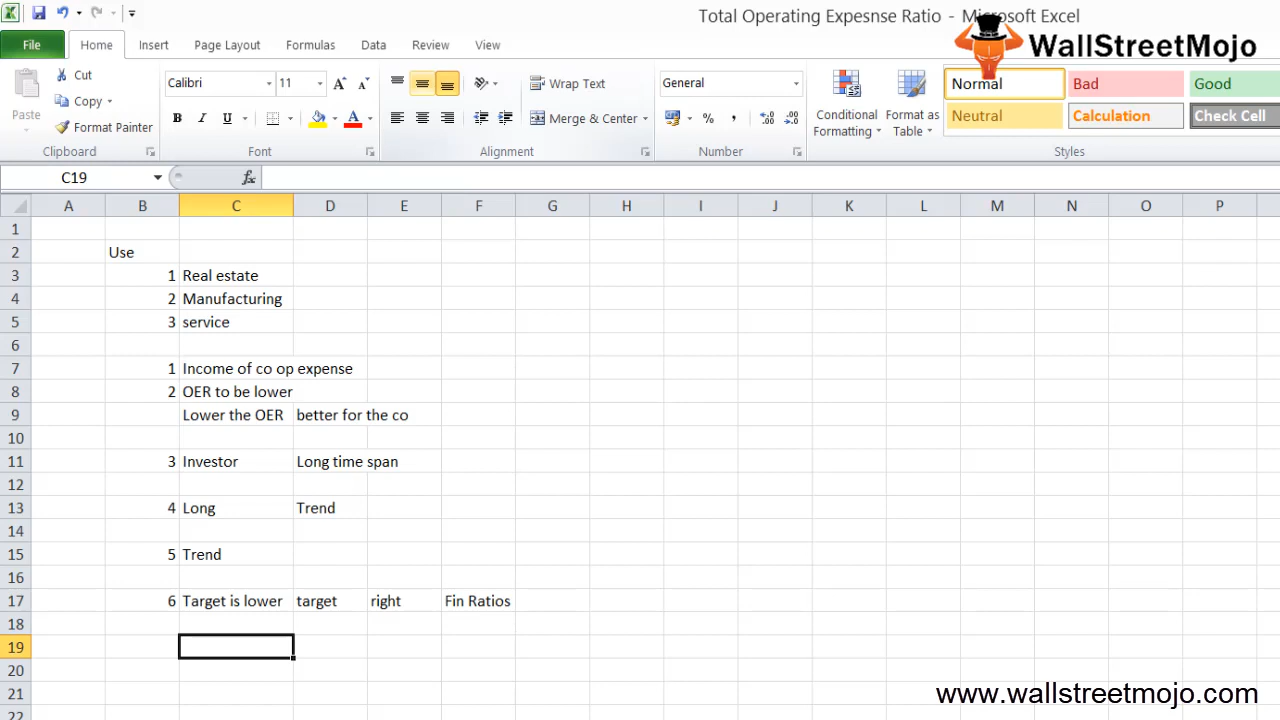 Total Operating Expesnse Ratio - Microsoft Excel
WallStreetMojo
File Home Insert Page Layout Formulas Data Review View
Paste
Cut
Copy
Format Painter
Calibri 11
B I U
Wrap Text
Merge & Center
General
%
Conditional Formatting
Format as Table
Normal Bad Good
Neutral Calculation Check Cell
Clipboard Font Alignment Number Styles
C19 fx
A B C D E F G H I J K L M N O P
1
2 Use
3 1 Real estate
4 2 Manufacturing
5 3 service
6
7 1 Income of co op expense
8 2 OER to be lower
9 Lower the OER better for the co
10
11 3 Investor Long time span
12
13 4 Long Trend
14
15 5 Trend
16
17 6 Target is lower target right Fin Ratios
18
19
20
21
22
www.wallstreetmojo.com